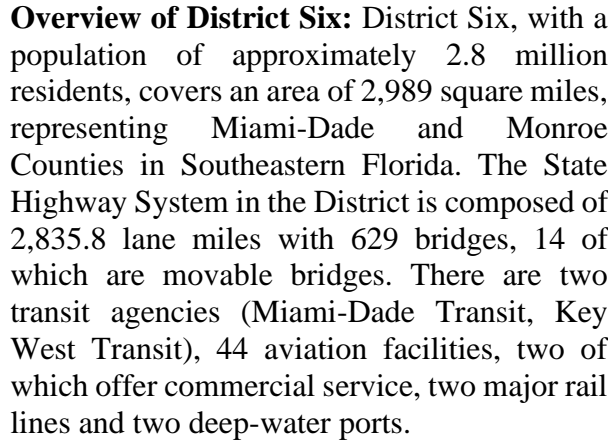 Overview of District Six: District Six, with a
population of approximately 2.8 million
residents, covers an area of 2,989 square miles,
representing Miami-Dade and Monroe
Counties in Southeastern Florida. The State
Highway System in the District is composed of
2,835.8 lane miles with 629 bridges, 14 of
which are movable bridges. There are two
transit agencies (Miami-Dade Transit, Key
West Transit), 44 aviation facilities, two of
which offer commercial service, two major rail
lines and two deep-water ports.